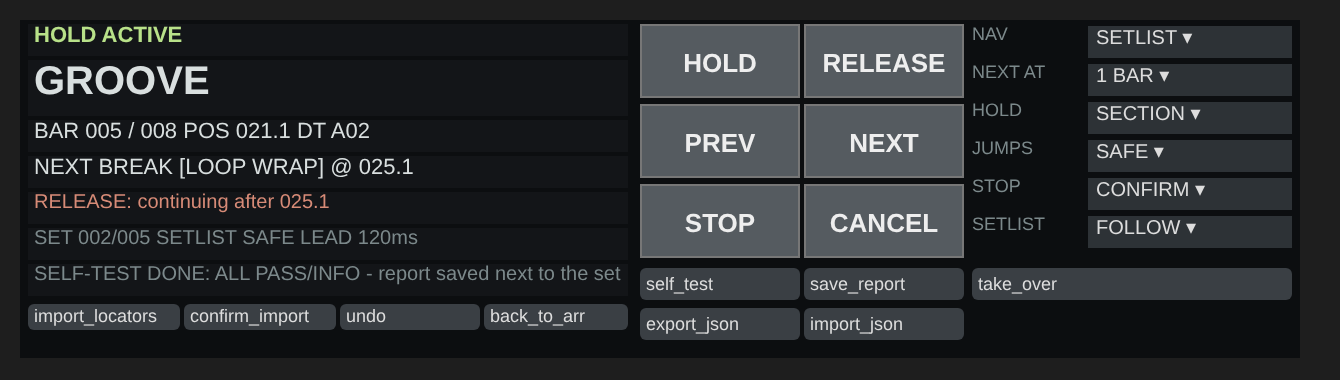 HOLD ACTIVE
GROOVE
BAR 005 / 008 POS 021.1 DT A02
NEXT BREAK [LOOP WRAP] @ 025.1
RELEASE: continuing after 025.1
SET 002/005 SETLIST SAFE LEAD 120ms
SELF-TEST DONE: ALL PASS/INFO - report saved next to the set
import_locators confirm_import undo back_to_arr
HOLD RELEASE
PREV NEXT
STOP CANCEL
self_test save_report
export_json import_json
NAV SETLIST ▾
NEXT AT 1 BAR ▾
HOLD SECTION ▾
JUMPS SAFE ▾
STOP CONFIRM ▾
SETLIST FOLLOW ▾
take_over